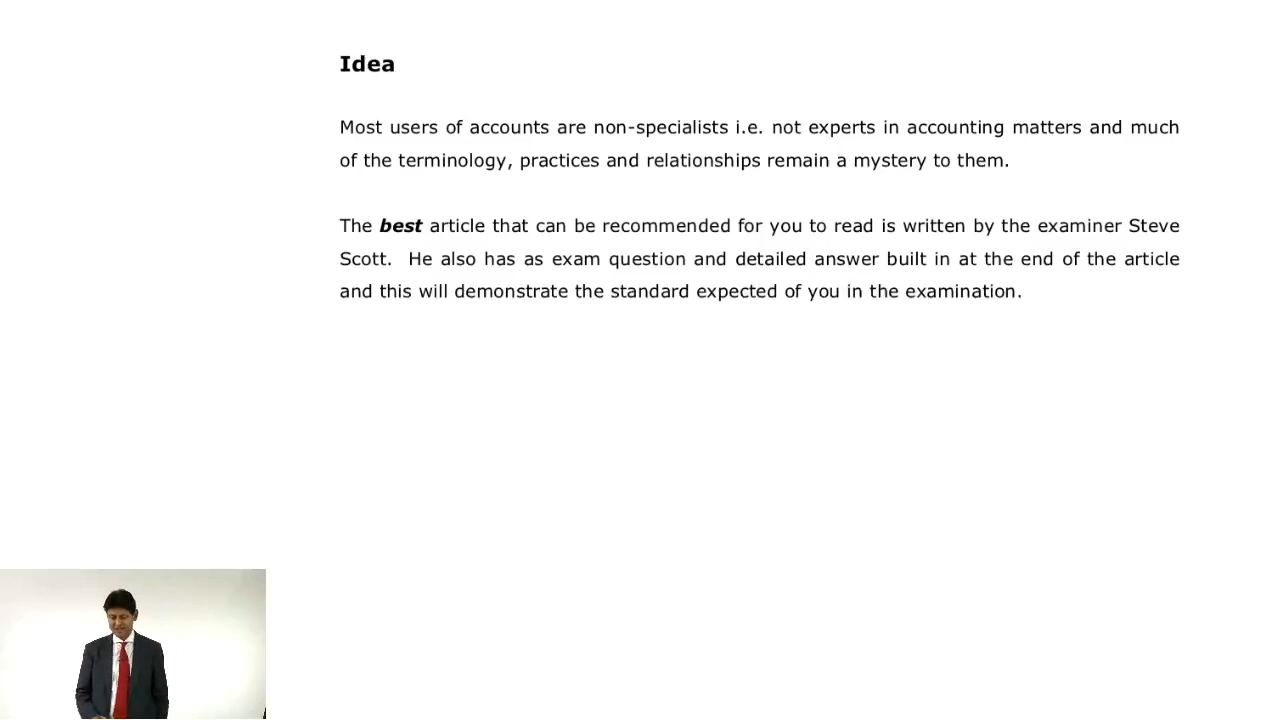 Idea
Most users of accounts are non-specialists i.e. not experts in accounting matters and much
of the terminology, practices and relationships remain a mystery to them.
The best article that can be recommended for you to read is written by the examiner Steve
Scott. He also has as exam question and detailed answer built in at the end of the article
and this will demonstrate the standard expected of you in the examination.